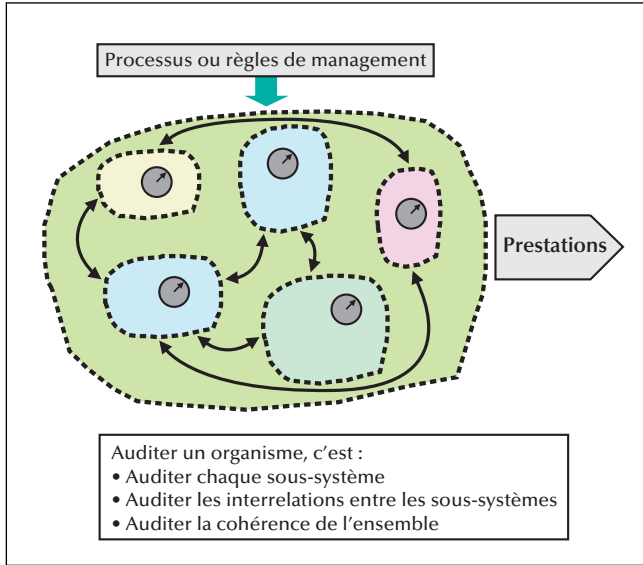 Processus ou règles de management
Prestations
Auditer un organisme, c’est :
• Auditer chaque sous-système
• Auditer les interrelations entre les sous-systèmes
• Auditer la cohérence de l’ensemble